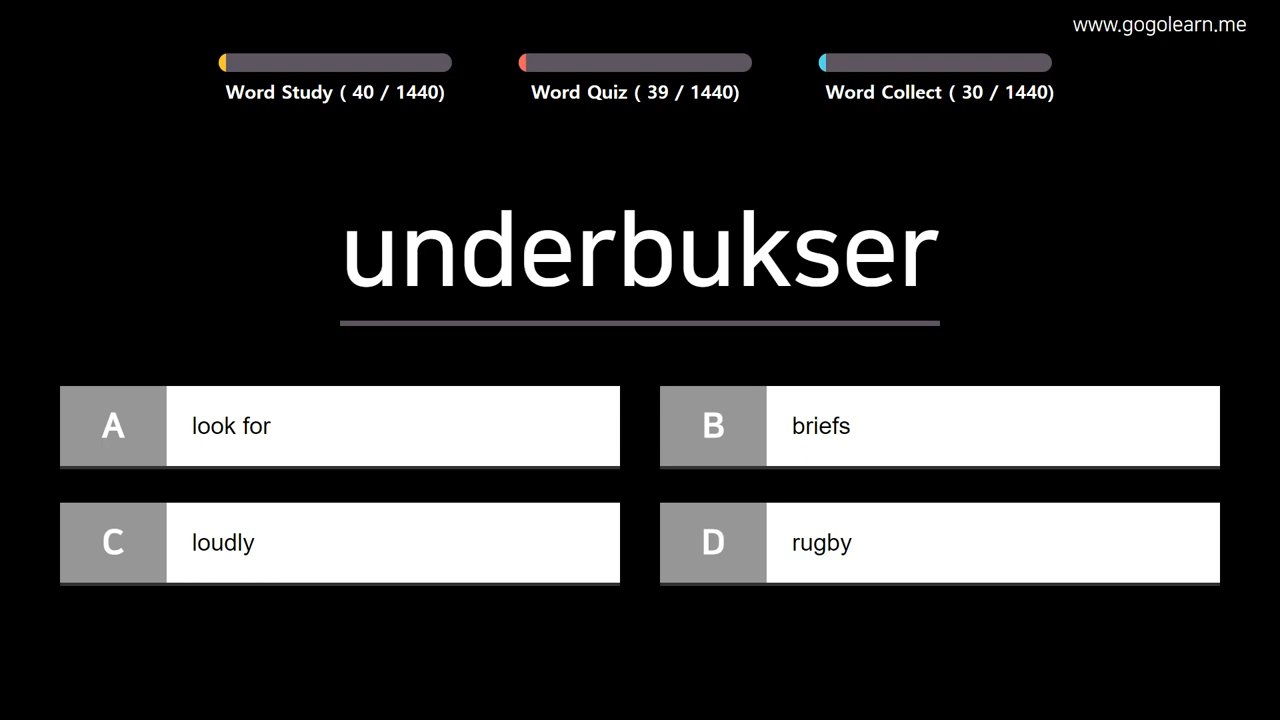 www.gogolearn.me
Word Study ( 40 / 1440)
Word Quiz ( 39 / 1440)
Word Collect ( 30 / 1440)
underbukser
A look for
B briefs
C loudly
D rugby